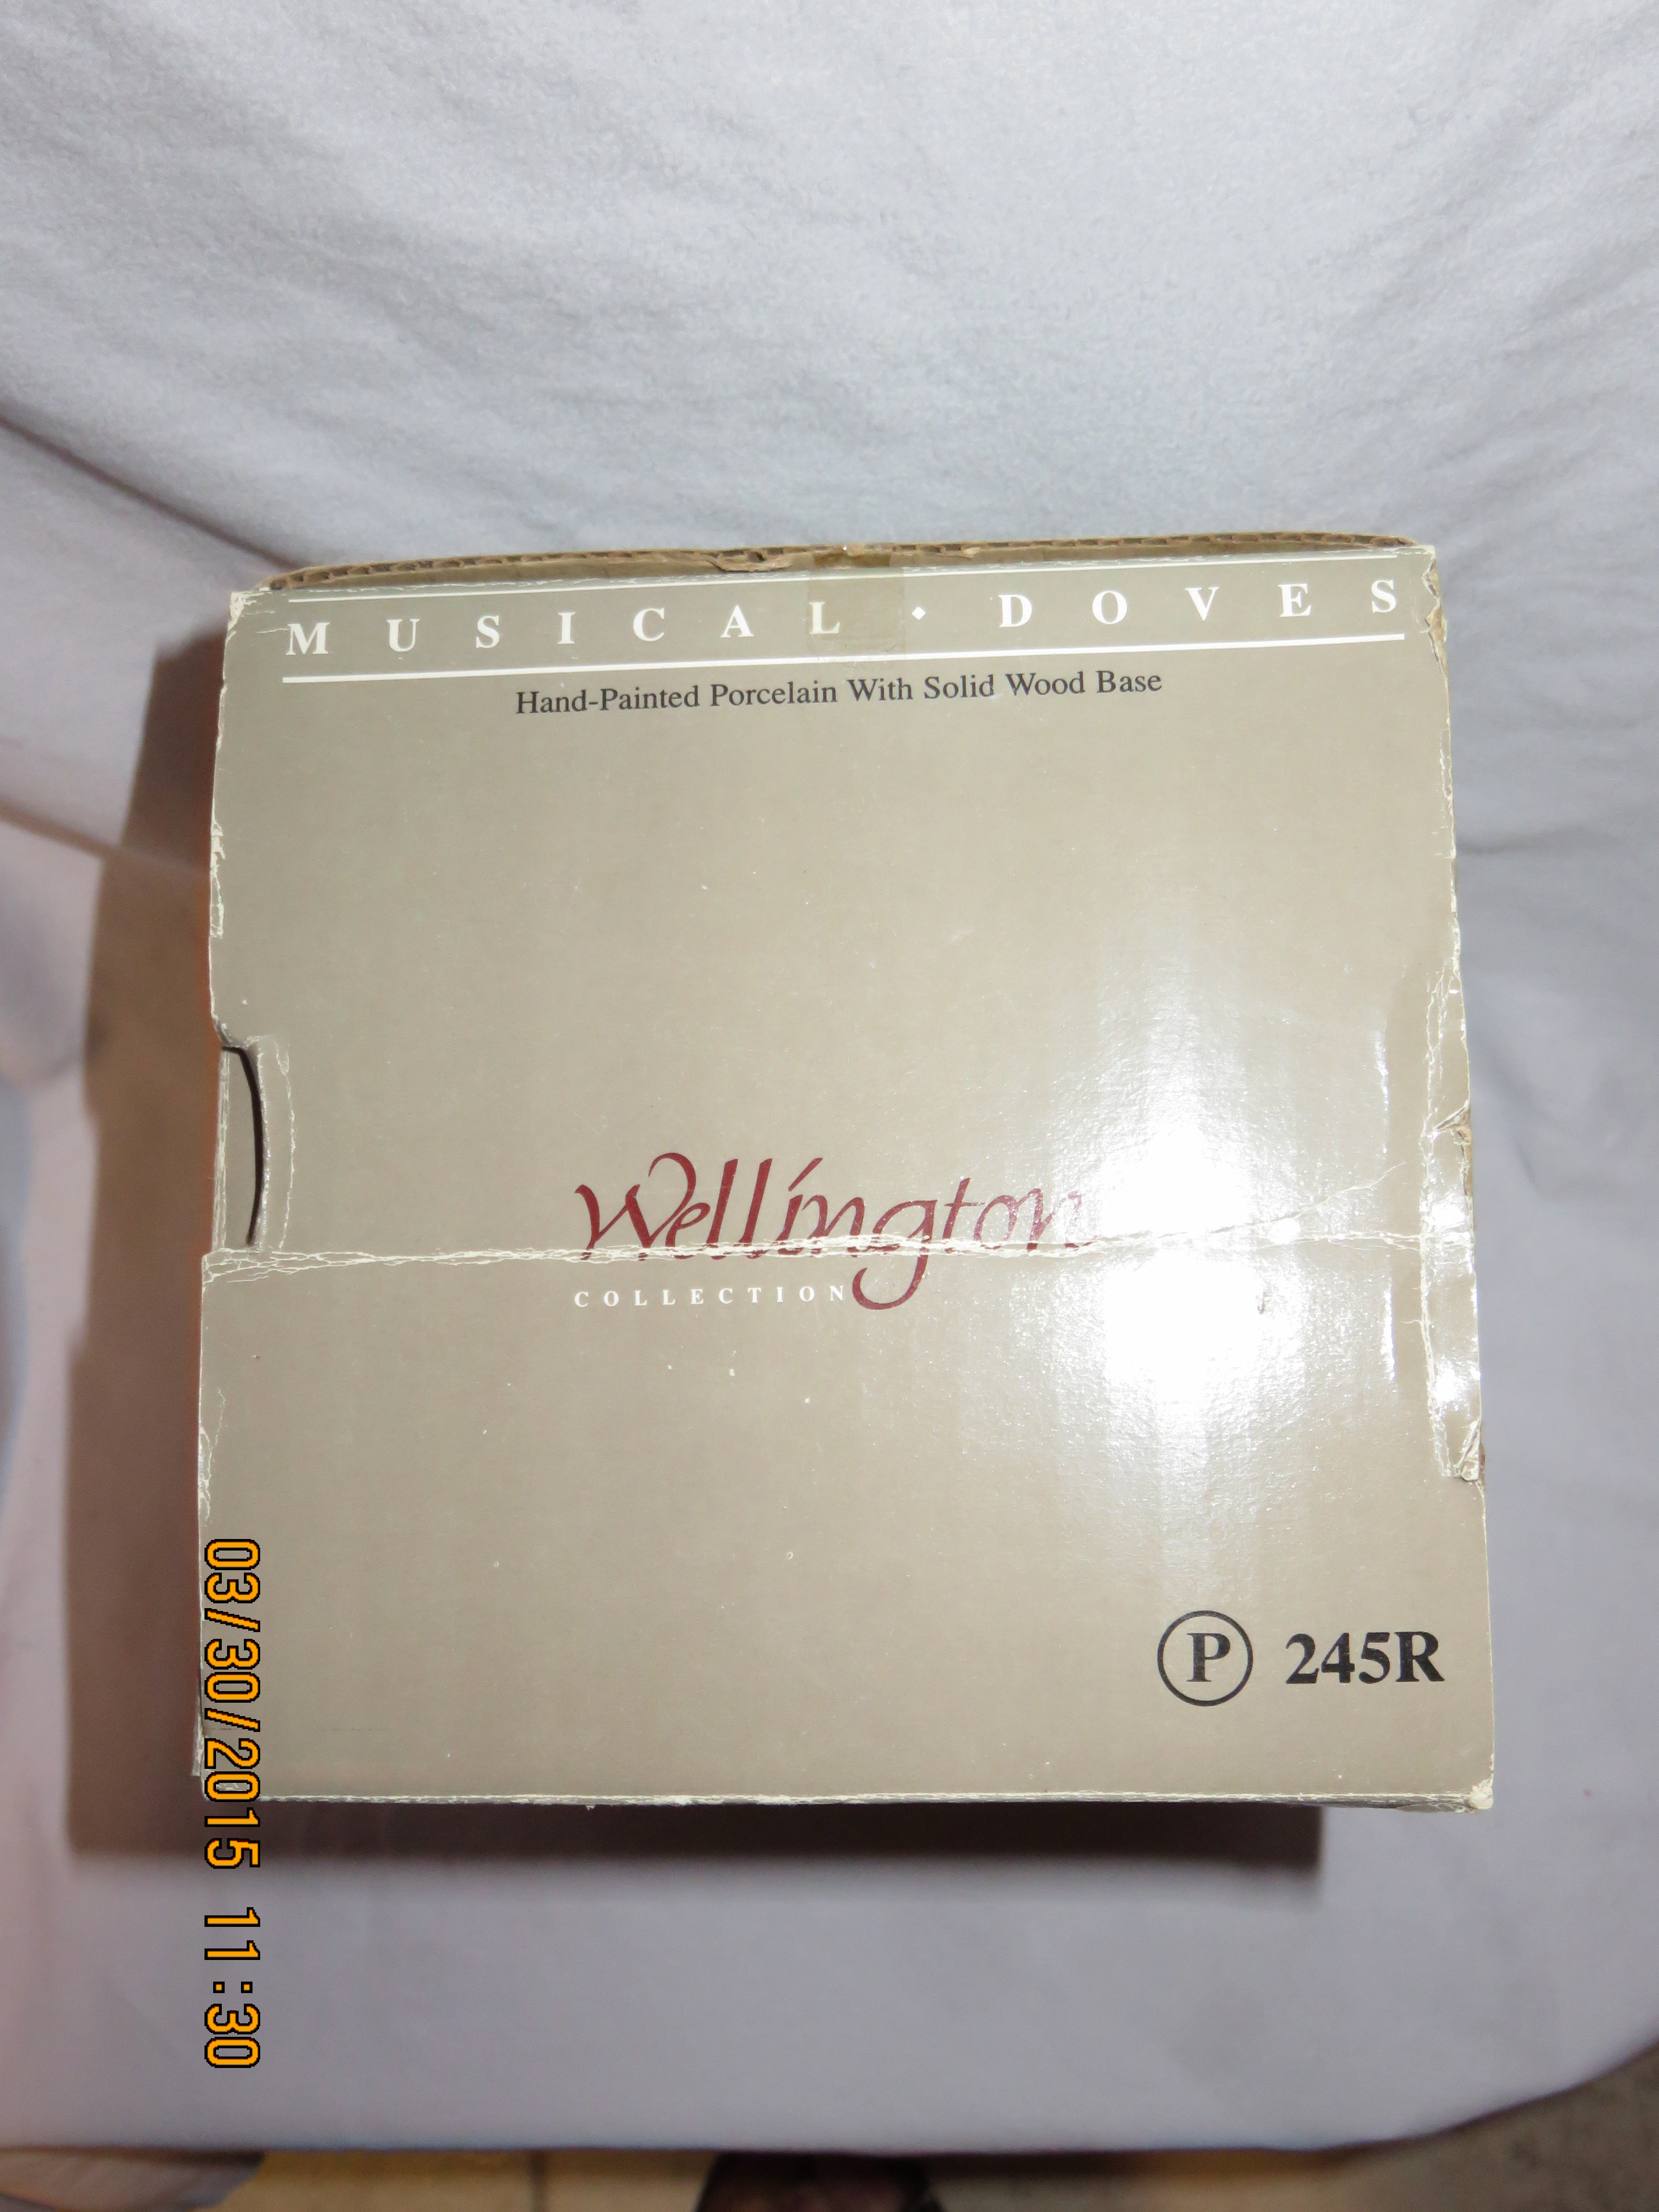 MUSICAL ◆ DOVES
Hand-Painted Porcelain With Solid Wood Base
Wellington
COLLECTION
P 245R
03/30/2015 11:30